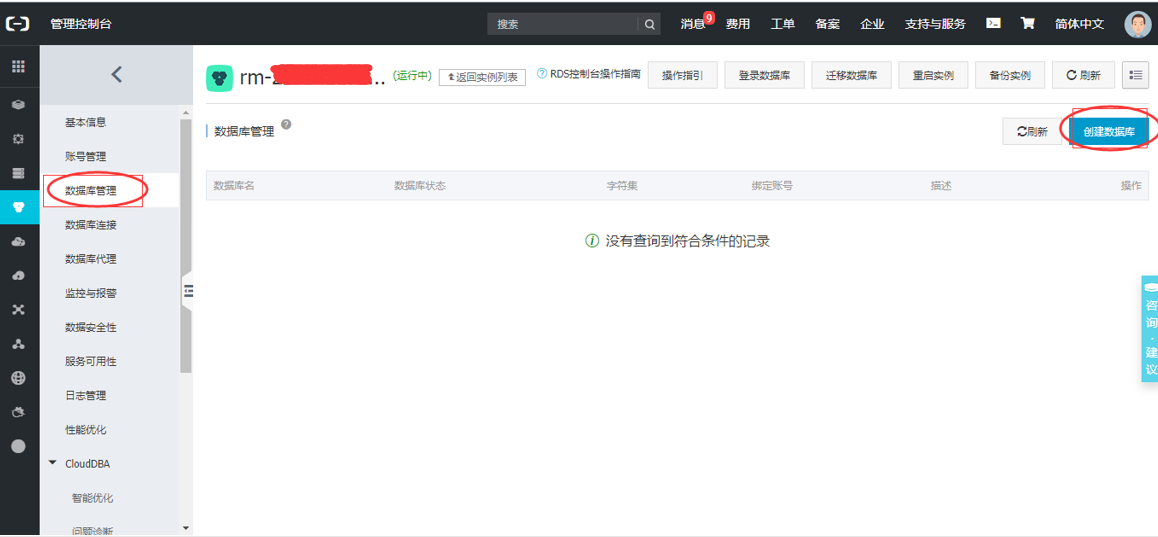 管理控制台 搜索 消息 9 费用 工单 备案 企业 支持与服务 简体中文
rm- ... (运行中) 返回实例列表 ? RDS控制台操作指南 操作指引 登录数据库 迁移数据库 重启实例 备份实例 刷新
基本信息
账号管理
数据库管理
数据库连接
数据库代理
监控与报警
数据安全性
服务可用性
日志管理
性能优化
CloudDBA
智能优化
问题诊断
数据库管理 ? 刷新 创建数据库
数据库名 数据库状态 字符集 绑定账号 描述 操作
没有查询到符合条件的记录
咨询·建议